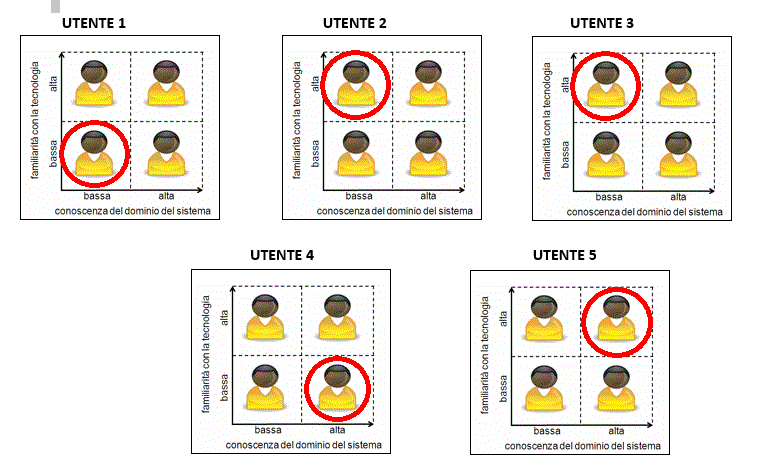 UTENTE 1
UTENTE 2
UTENTE 3
familiarità con la tecnologia
alta
bassa
bassa
alta
conoscenza del dominio del sistema
familiarità con la tecnologia
alta
bassa
bassa
alta
conoscenza del dominio del sistema
familiarità con la tecnologia
alta
bassa
bassa
alta
conoscenza del dominio del sistema
UTENTE 4
UTENTE 5
familiarità con la tecnologia
alta
bassa
bassa
alta
conoscenza del dominio del sistema
familiarità con la tecnologia
alta
bassa
bassa
alta
conoscenza del dominio del sistema